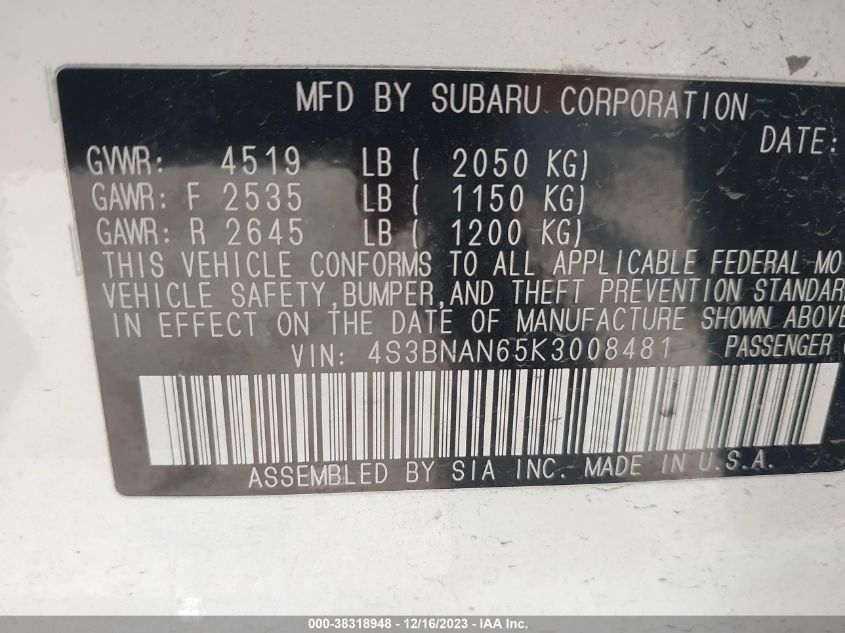 MFD BY SUBARU CORPORATION
DATE:
GVWR: 4519 LB ( 2050 KG)
GAWR: F 2535 LB ( 1150 KG)
GAWR: R 2645 LB ( 1200 KG)
THIS VEHICLE CONFORMS TO ALL APPLICABLE FEDERAL MO
VEHICLE SAFETY,BUMPER,AND THEFT PREVENTION STANDAR
IN EFFECT ON THE DATE OF MANUFACTURE SHOWN ABOVE
VIN: 4S3BNAN65K3008481 PASSENGER
ASSEMBLED BY SIA INC. MADE IN U.S.A.
000-38318948 - 12/16/2023 - IAA Inc.